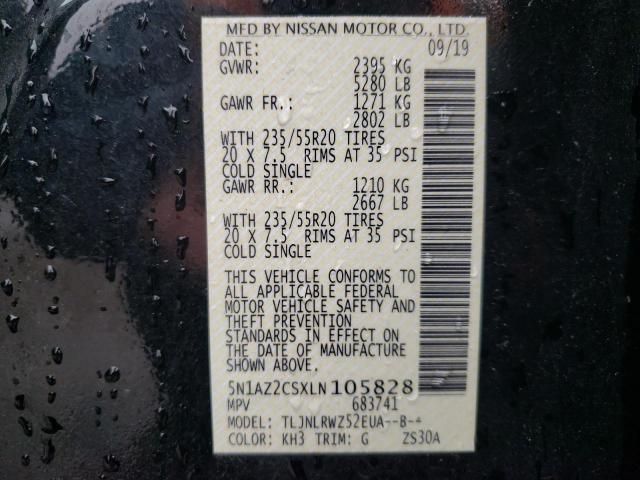 MFD BY NISSAN MOTOR CO., LTD.
DATE: 09/19
GVWR: 2395 KG
5280 LB
GAWR FR.: 1271 KG
2802 LB
WITH 235/55R20 TIRES
20 X 7.5 RIMS AT 35 PSI
COLD SINGLE
GAWR RR.: 1210 KG
2667 LB
WITH 235/55R20 TIRES
20 X 7.5 RIMS AT 35 PSI
COLD SINGLE
THIS VEHICLE CONFORMS TO
ALL APPLICABLE FEDERAL
MOTOR VEHICLE SAFETY AND
THEFT PREVENTION
STANDARDS IN EFFECT ON
THE DATE OF MANUFACTURE
SHOWN ABOVE.
5N1AZ2CSXLN105828
MPV 683741
MODEL: TLJNLRWZ52EUA--B--
COLOR: KH3 TRIM: G ZS30A